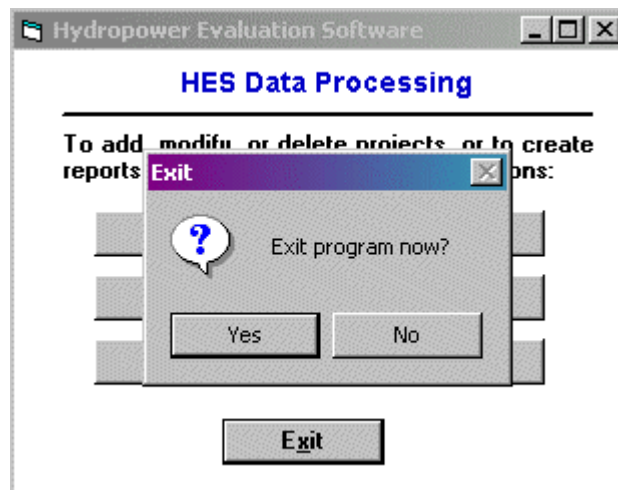 Hydropower Evaluation Software
HES Data Processing
To add, modify, or delete projects, or to create
reports
ons:
Exit
Exit program now?
Yes
No
Exit